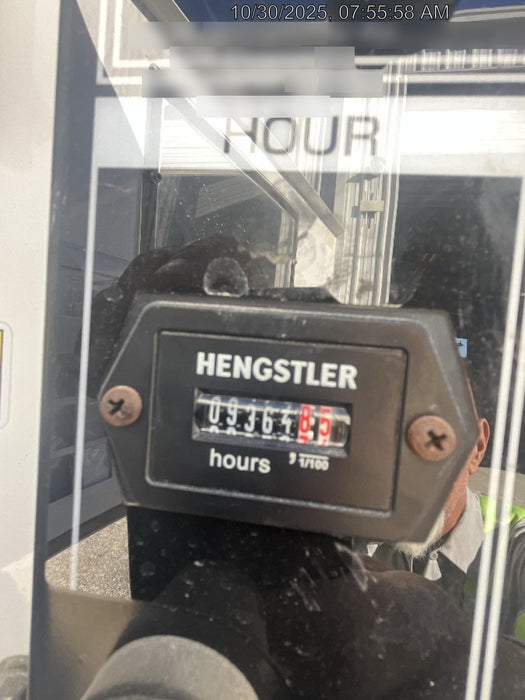 10/30/2025, 07:55:58 AM
HOUR
HENGSTLER
0936485
hours , 1/100